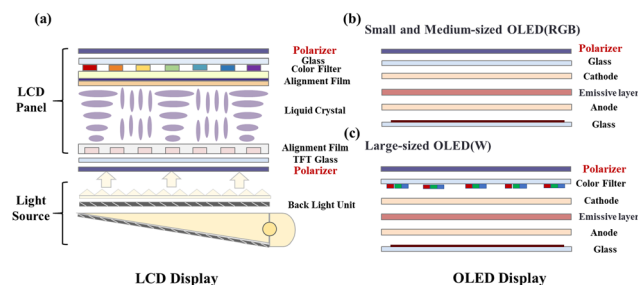 (a)
Polarizer
Glass
Color Filter
Alignment Film
LCD
Panel
Liquid Crystal
Alignment Film
TFT Glass
Polarizer
Light
Source
Back Light Unit
LCD Display
(b)
Small and Medium-sized OLED(RGB)
Polarizer
Glass
Cathode
Emissive layer
Anode
Glass
(c)
Large-sized OLED(W)
Polarizer
Color Filter
Cathode
Emissive layer
Anode
Glass
OLED Display